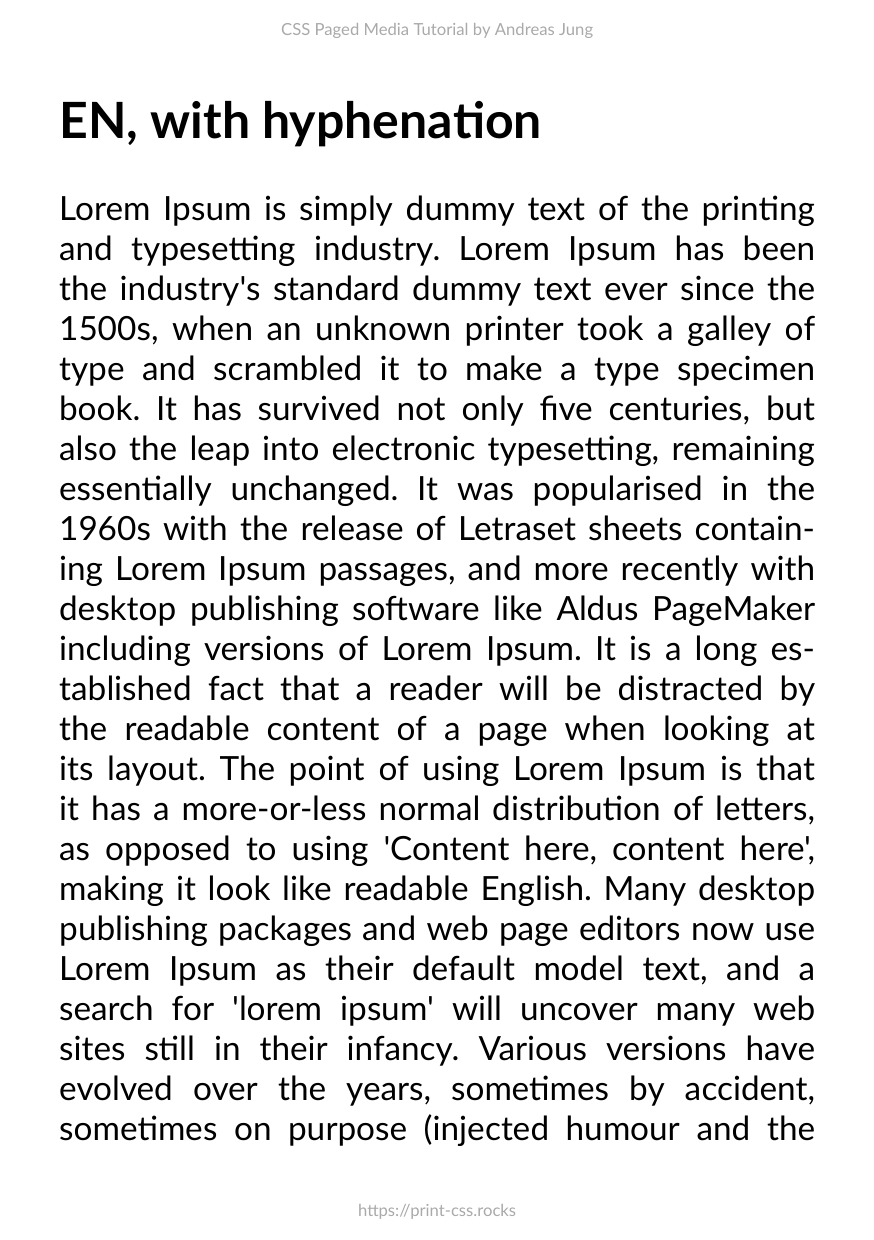 CSS Paged Media Tutorial by Andreas Jung
EN, with hyphenation
Lorem Ipsum is simply dummy text of the printing
and typesetting industry. Lorem Ipsum has been
the industry's standard dummy text ever since the
1500s, when an unknown printer took a galley of
type and scrambled it to make a type specimen
book. It has survived not only five centuries, but
also the leap into electronic typesetting, remaining
essentially unchanged. It was popularised in the
1960s with the release of Letraset sheets contain-
ing Lorem Ipsum passages, and more recently with
desktop publishing software like Aldus PageMaker
including versions of Lorem Ipsum. It is a long es-
tablished fact that a reader will be distracted by
the readable content of a page when looking at
its layout. The point of using Lorem Ipsum is that
it has a more-or-less normal distribution of letters,
as opposed to using 'Content here, content here',
making it look like readable English. Many desktop
publishing packages and web page editors now use
Lorem Ipsum as their default model text, and a
search for 'lorem ipsum' will uncover many web
sites still in their infancy. Various versions have
evolved over the years, sometimes by accident,
sometimes on purpose (injected humour and the
https://print-css.rocks